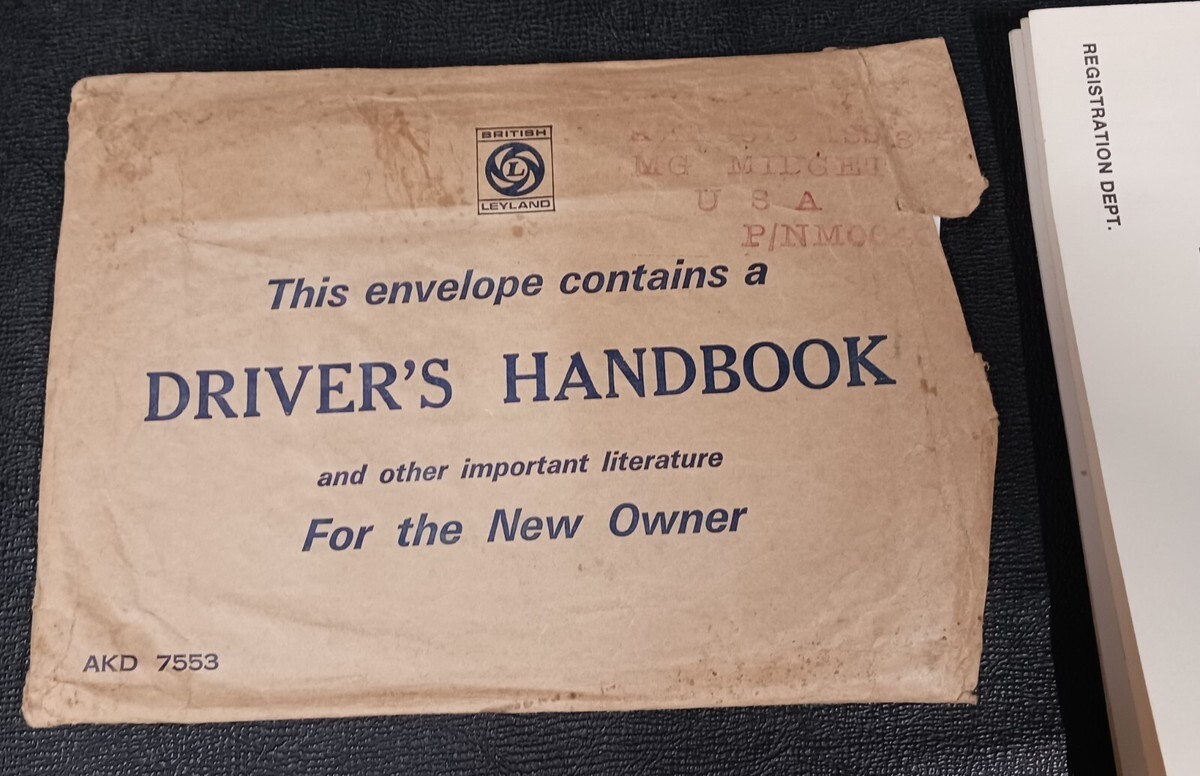 BRITISH
L
LEYLAND
MG MIDGET
U S A
This envelope contains a
DRIVER'S HANDBOOK
and other important literature
For the New Owner
AKD 7553
REGISTRATION DEPT.